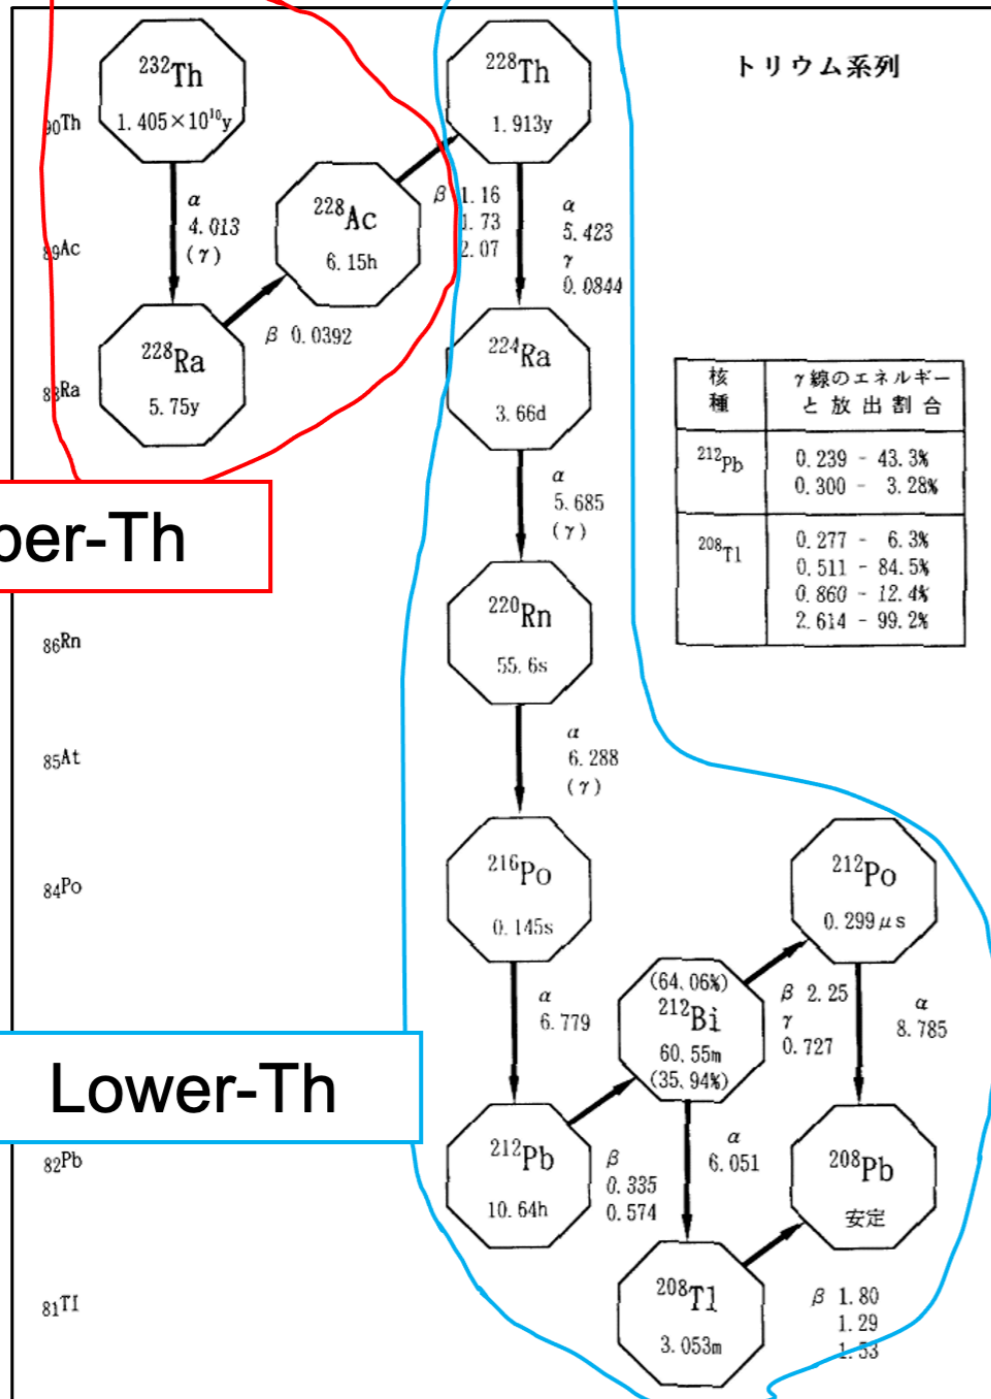 トリウム系列
232Th
1.405×10¹⁰y
228Th
1.913y
90Th
α
4.013
(γ)
228Ac
6.15h
β 1.16
1.73
2.07
α
5.423
γ
0.0844
89Ac
β 0.0392
228Ra
5.75y
224Ra
3.66d
88Ra
核種
γ線のエネルギー
と放出割合
212Pb
0.239 - 43.3%
0.300 - 3.28%
208Tl
0.277 - 6.3%
0.511 - 84.5%
0.860 - 12.4%
2.614 - 99.2%
α
5.685
(γ)
per-Th
220Rn
55.6s
86Rn
α
6.288
(γ)
85At
216Po
0.145s
212Po
0.299μs
84Po
α
6.779
(64.06%)
212Bi
60.55m
(35.94%)
β 2.25
γ
0.727
α
8.785
Lower-Th
82Pb
212Pb
10.64h
β
0.335
0.574
α
6.051
208Pb
安定
81Tl
208Tl
3.053m
β 1.80
1.29
1.53